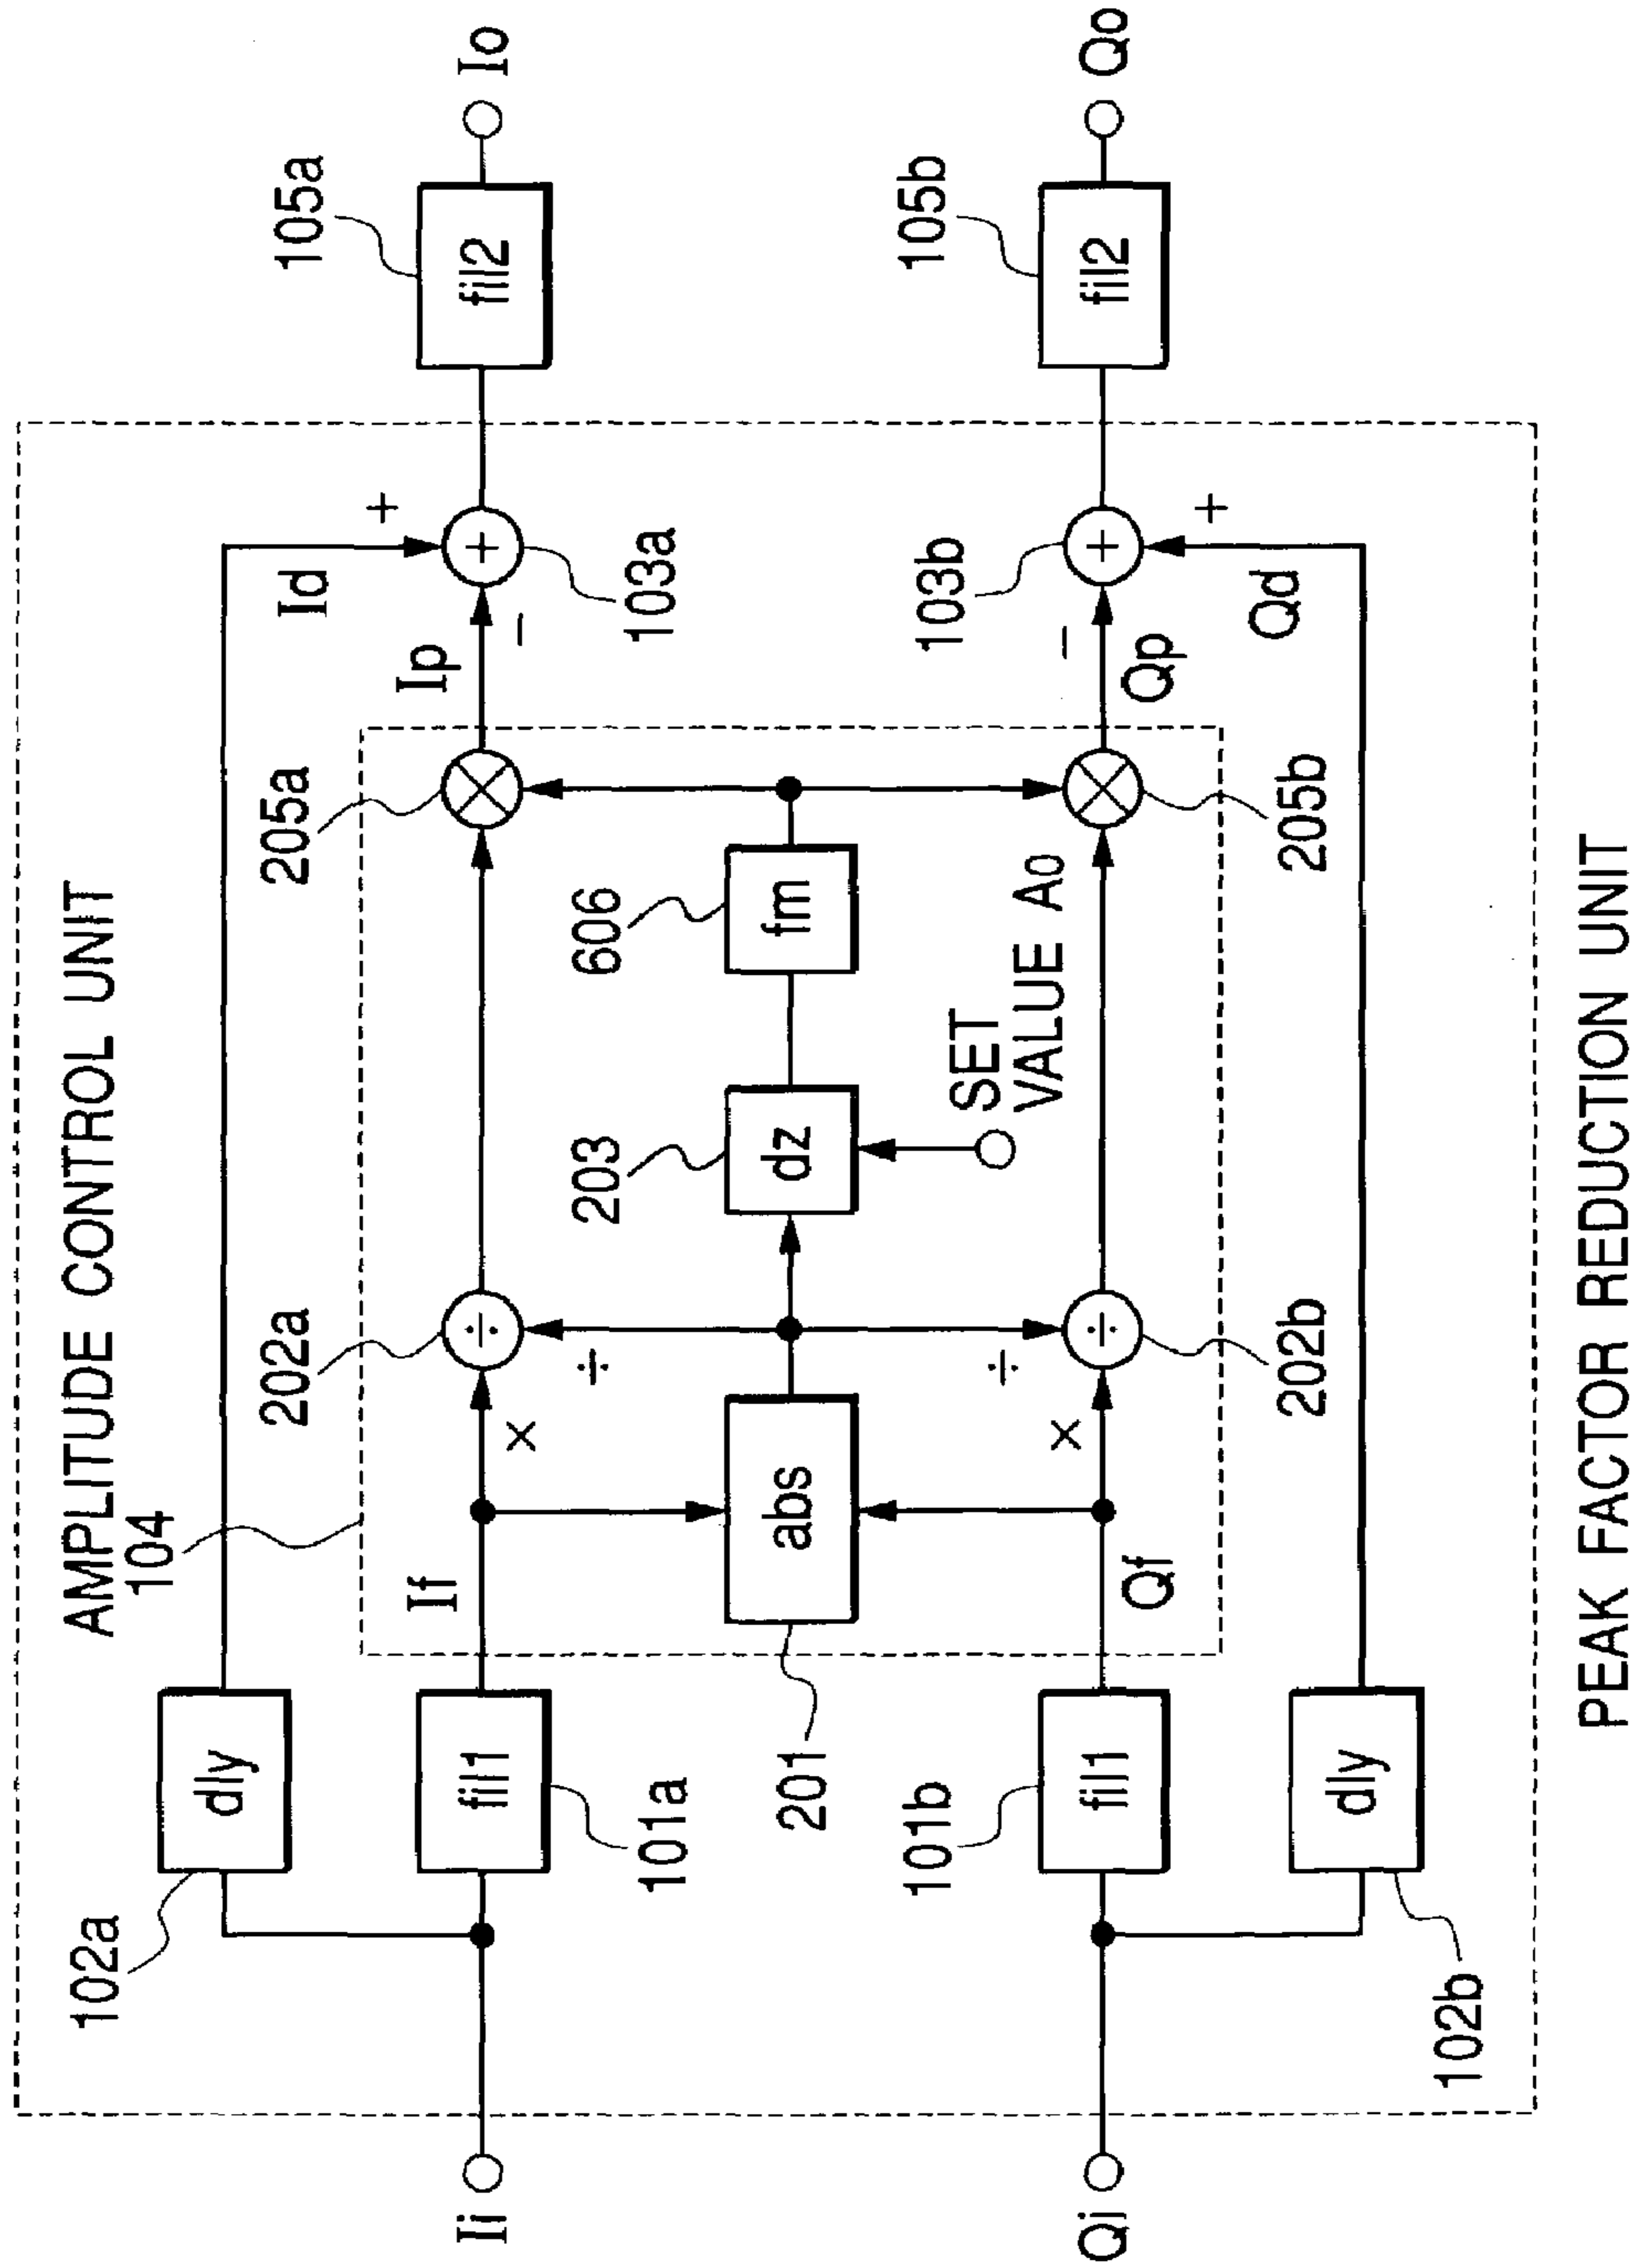 AMPLITUDE CONTROL UNIT
104
102a
dly
Id
+
105a
Ii
fil1
101a
If
×
202a
÷
÷
205a
Ip
−
+
103a
fil2
Io
201
abs
203
dz
606
fm
SET
VALUE A0
105b
Qi
101b
fil1
Qf
×
÷
÷
202b
205b
Qp
−
103b
+
fil2
Qo
102b
dly
Qd
+
PEAK FACTOR REDUCTION UNIT